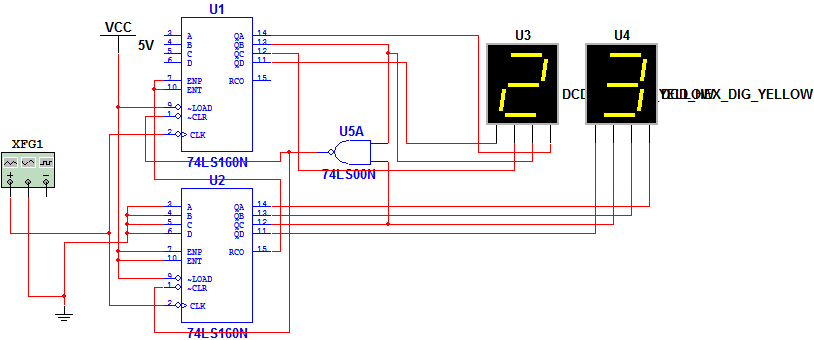 U1
VCC
5V
3 A QA 14
4 B QB 13
5 C QC 12
6 D QD 11
7 ENP RCO 15
10 ENT
9 ~LOAD
1 ~CLR
2 CLK
74LS160N
U3
U4
DCD_HEX_DIG_YELLOW
U5A
74LS00N
XFG1
U2
3 A QA 14
4 B QB 13
5 C QC 12
6 D QD 11
7 ENP RCO 15
10 ENT
9 ~LOAD
1 ~CLR
2 CLK
74LS160N